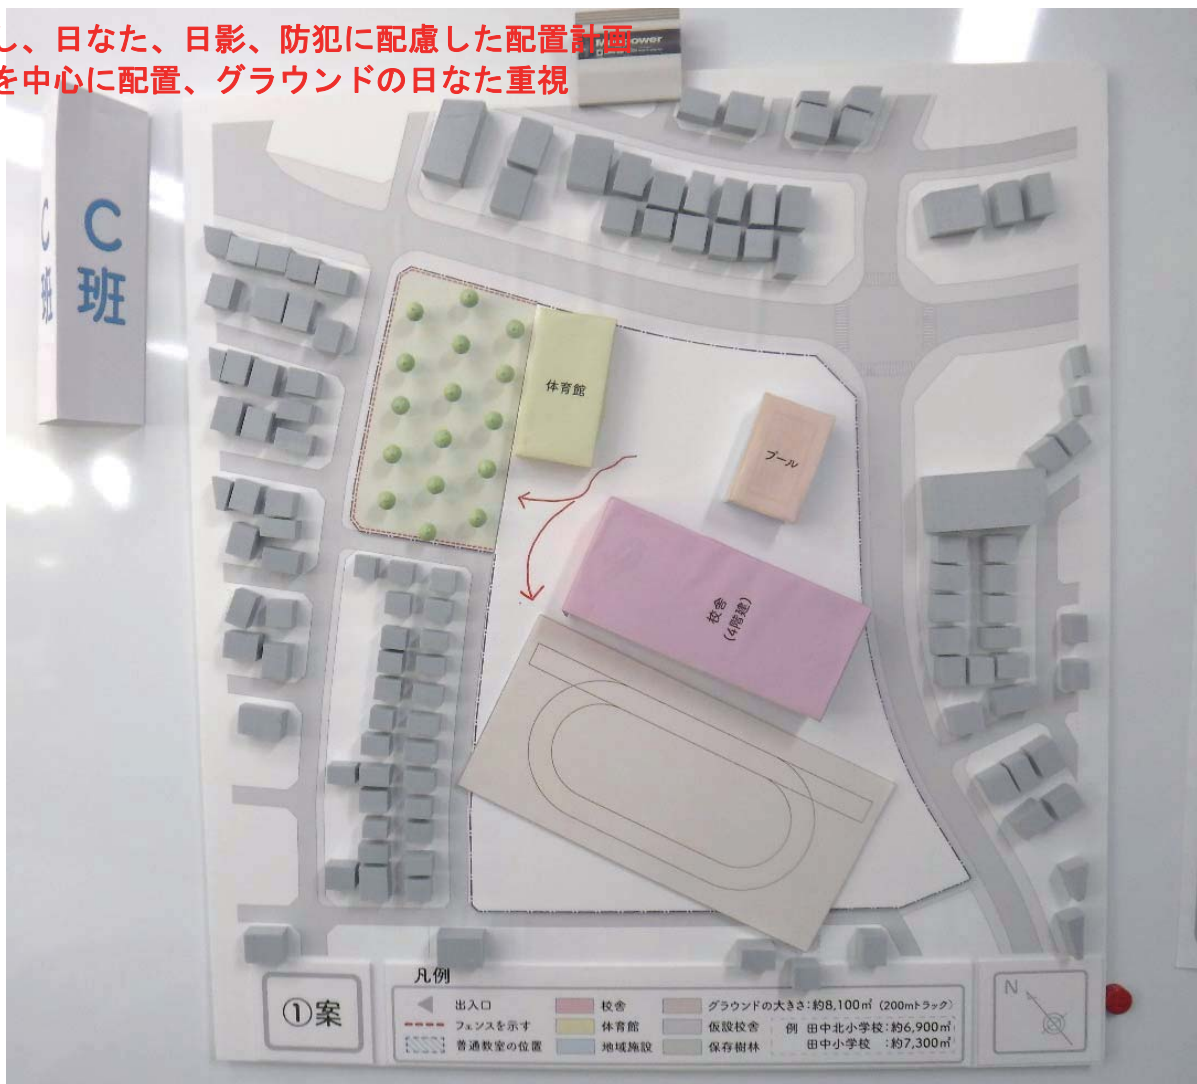 し、日なた、日影、防犯に配慮した配置計画
を中心に配置、グラウンドの日なた重視
C
班
C
班
体育館
プール
校舎
(4階建)
凡例
①案
出入口
フェンスを示す
普通教室の位置
校舎
体育館
地域施設
グラウンドの大きさ:約8,100㎡ (200mトラック)
仮設校舎
保存樹林
例 田中北小学校:約6,900㎡
田中小学校 :約7,300㎡
N